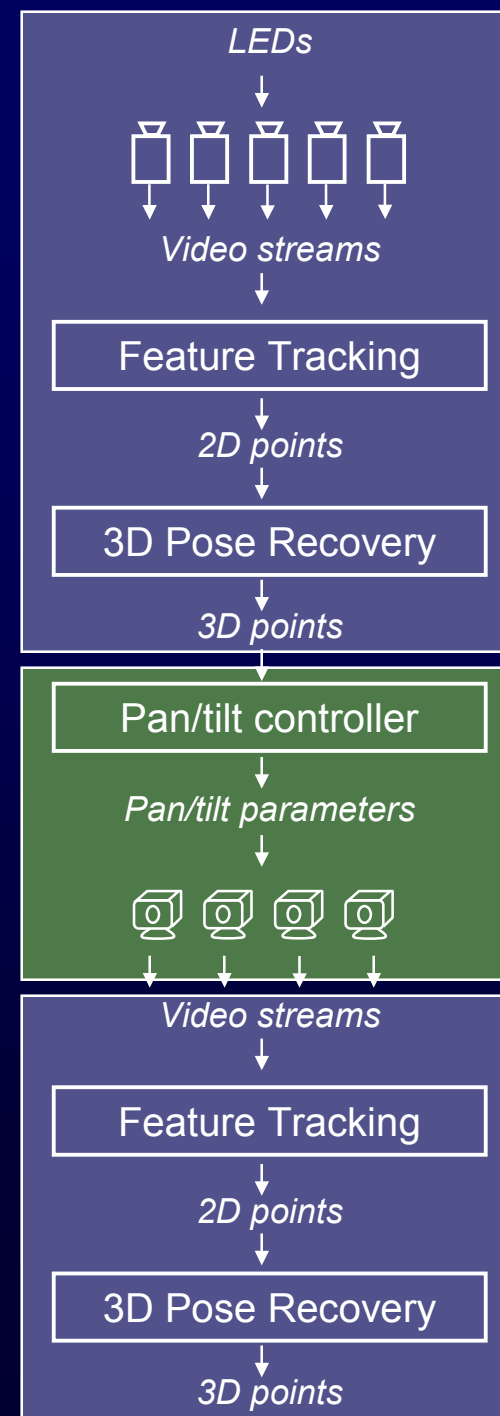 LEDs
Video streams
Feature Tracking
2D points
3D Pose Recovery
3D points
Pan/tilt controller
Pan/tilt parameters
Video streams
Feature Tracking
2D points
3D Pose Recovery
3D points